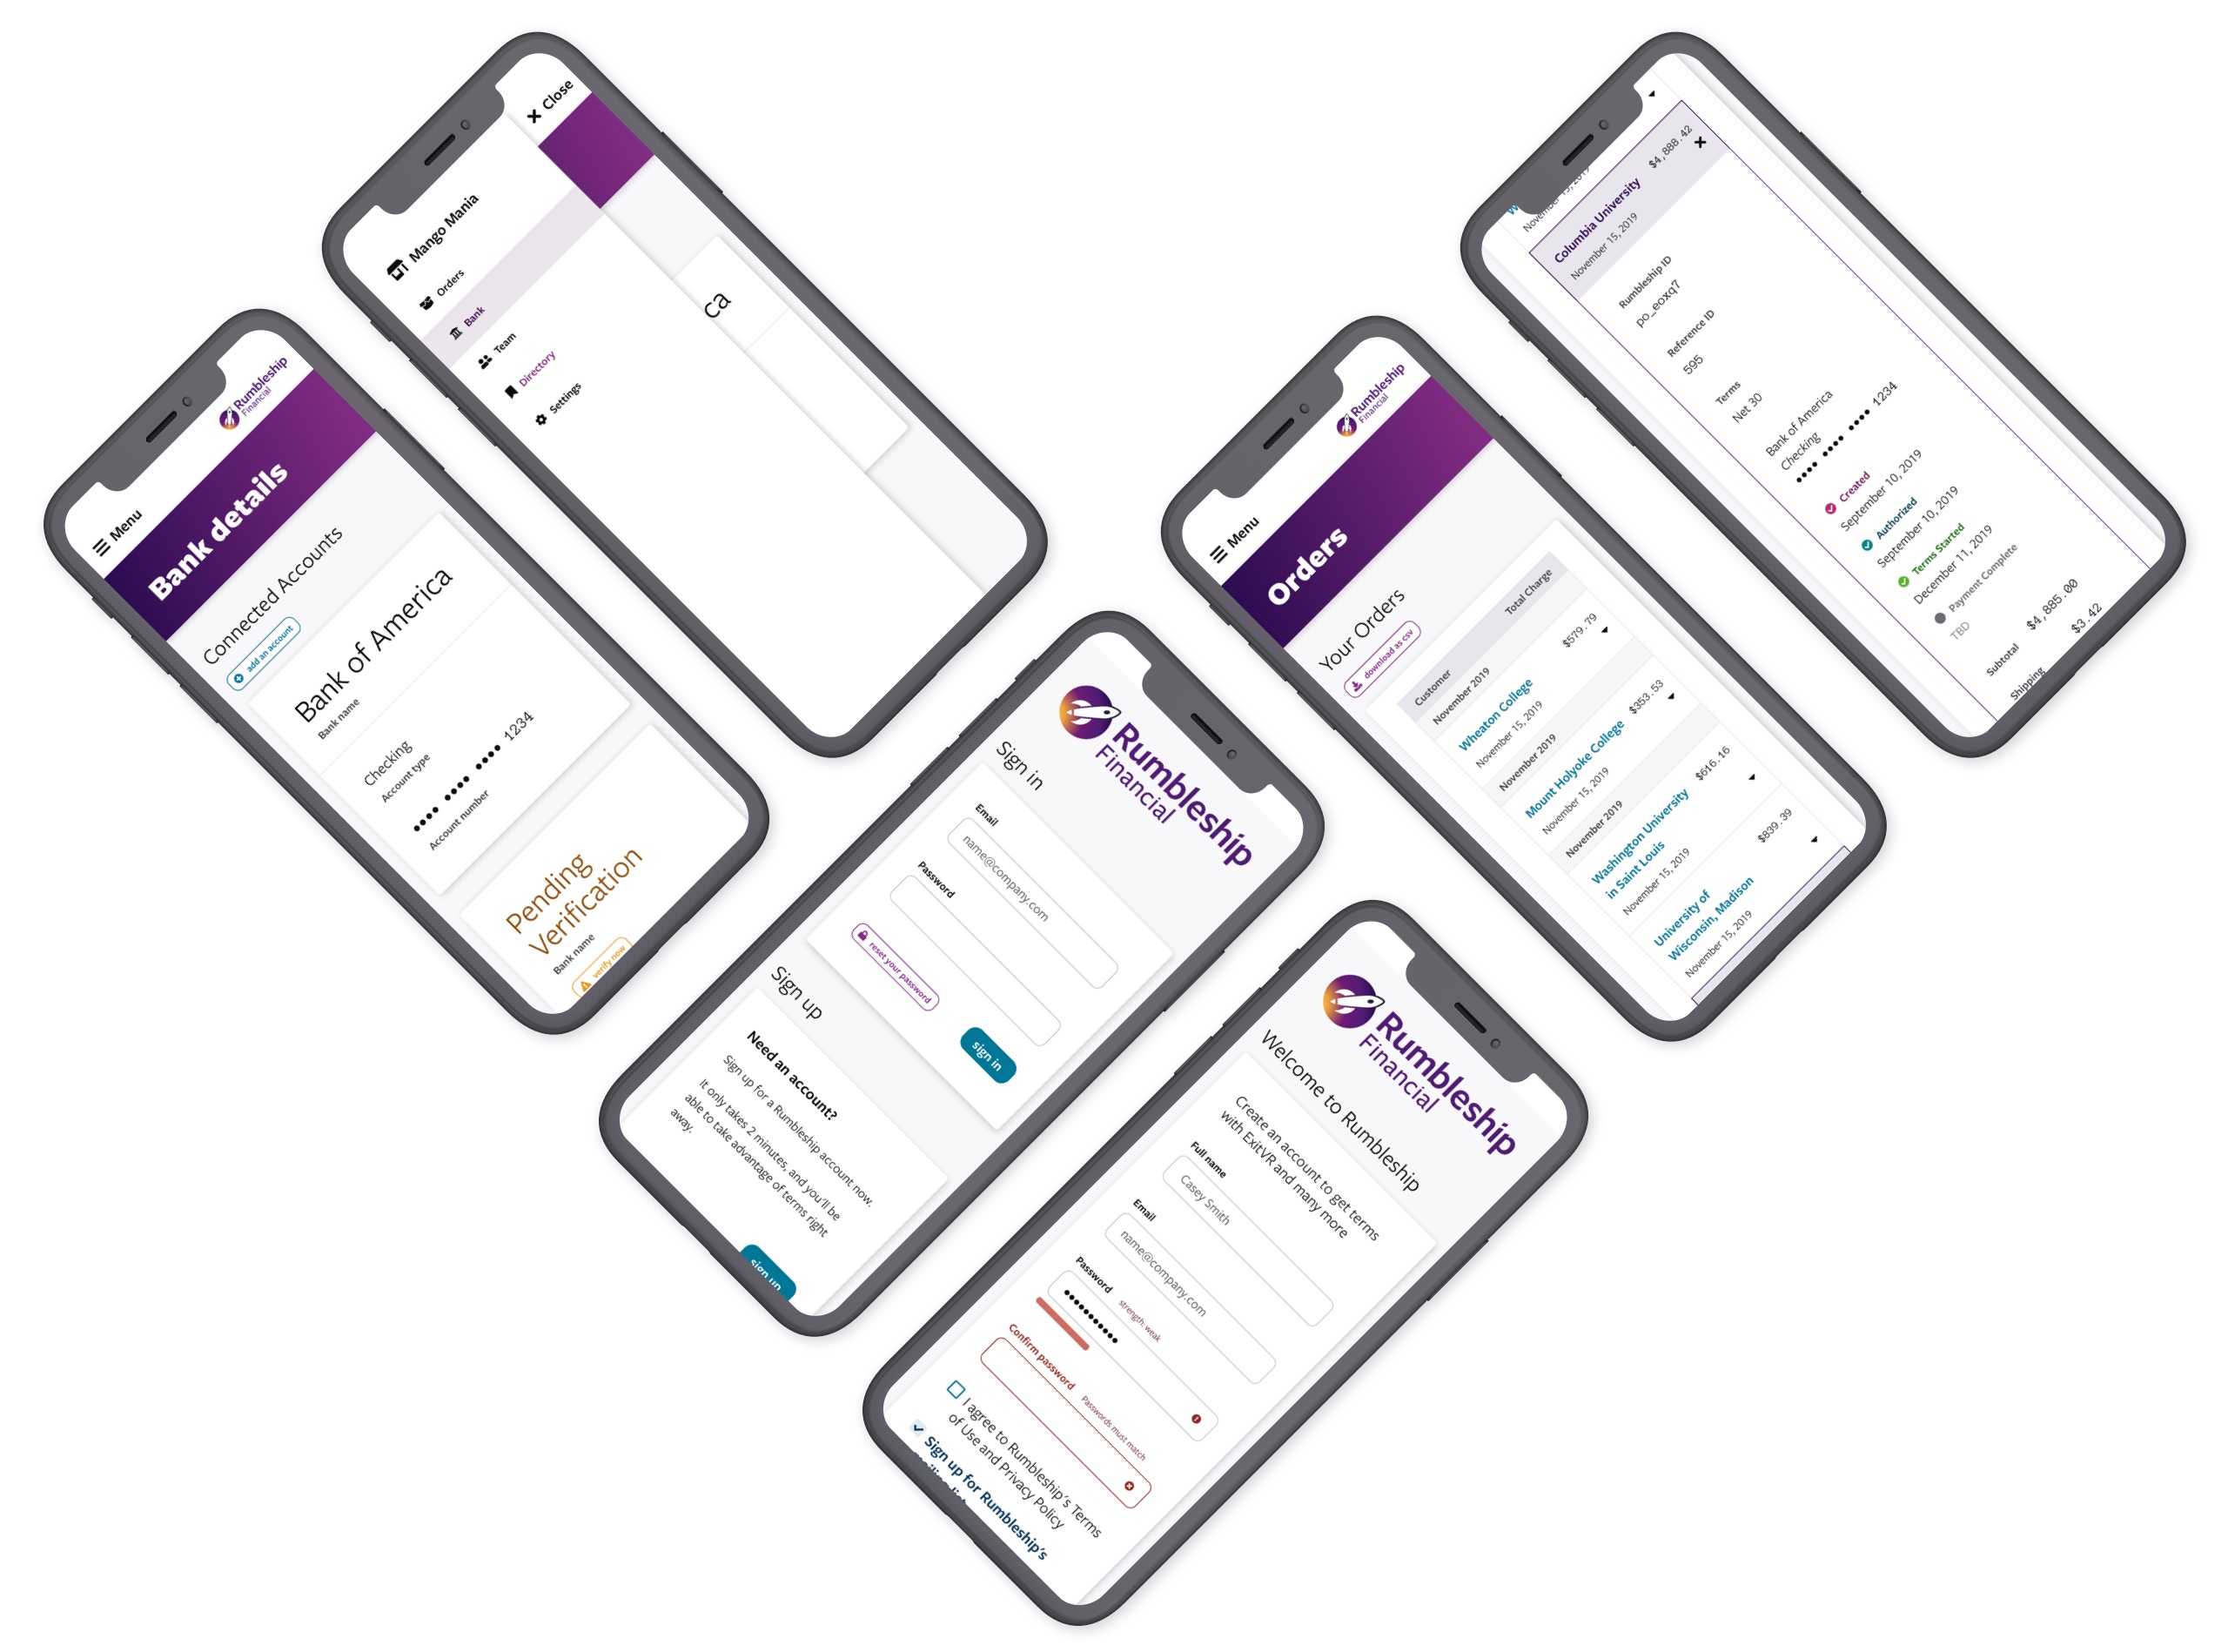 Menu
Rumbleship
Financial
Bank details
Connected Accounts
add an account
Bank of America
Bank name
Checking
Account type
•••• •••• •••• 1234
Account number
Pending
Verification
Bank name
verify now
Close
Mango Mania
Orders
Bank
Team
Directory
Settings
ca
Rumbleship
Financial
Sign in
Email
name@company.com
Password
reset your password
sign in
Sign up
Need an account?
Sign up for a Rumbleship account now.
It only takes 2 minutes, and you'll be
able to take advantage of terms right
away.
sign up
Rumbleship
Financial
Welcome to Rumbleship
Create an account to get terms
with ExitVR and many more
Full name
Casey Smith
Email
name@company.com
Password strength: weak
•••••••••••
Confirm password Passwords must match
I agree to Rumbleship's Terms
of Use and Privacy Policy
Sign up for Rumbleship's
Menu
Rumbleship
Financial
Orders
Your Orders
download as csv
Customer Total Charge
November 2019
Wheaton College $579.79
November 15, 2019
November 2019
Mount Holyoke College $353.53
November 15, 2019
November 2019
Washington University $616.16
in Saint Louis
November 15, 2019
University of $839.39
Wisconsin, Madison
November 15, 2019
November 15, 2019
Columbia University $4,888.42
November 15, 2019
Rumbleship ID
po_eoxq7
Reference ID
595
Terms
Net 30
Bank of America
Checking
•••• •••• •••• 1234
Created
September 10, 2019
Authorized
September 10, 2019
Terms Started
December 11, 2019
Payment Complete
TBD
Subtotal $4,885.00
Shipping $3.42